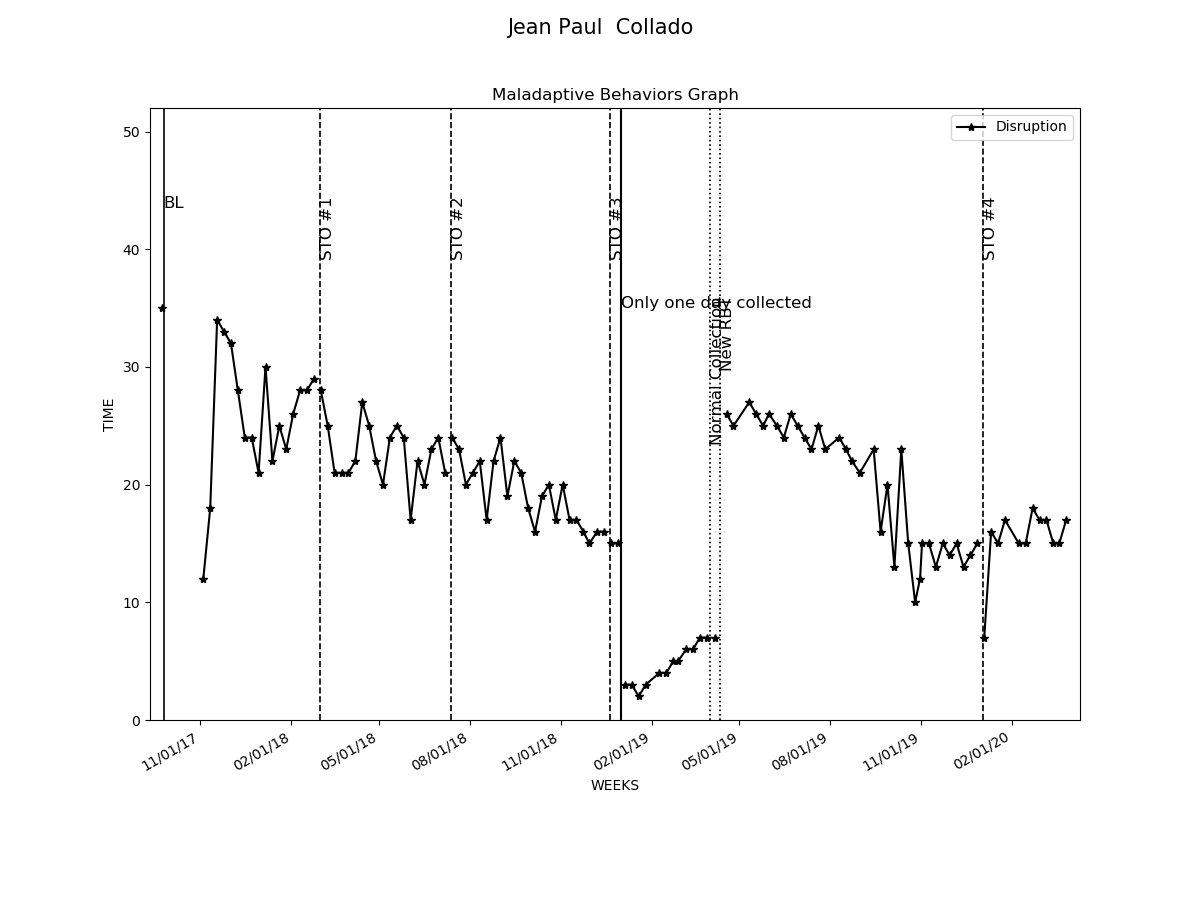 Jean Paul  Collado
Maladaptive Behaviors Graph
Disruption
50
40
30
20
10
0
TIME
BL
STO #1
STO #2
STO #3
Only one day collected
Normal Collection
New RBT
STO #4
11/01/17
02/01/18
05/01/18
08/01/18
11/01/18
02/01/19
05/01/19
08/01/19
11/01/19
02/01/20
WEEKS